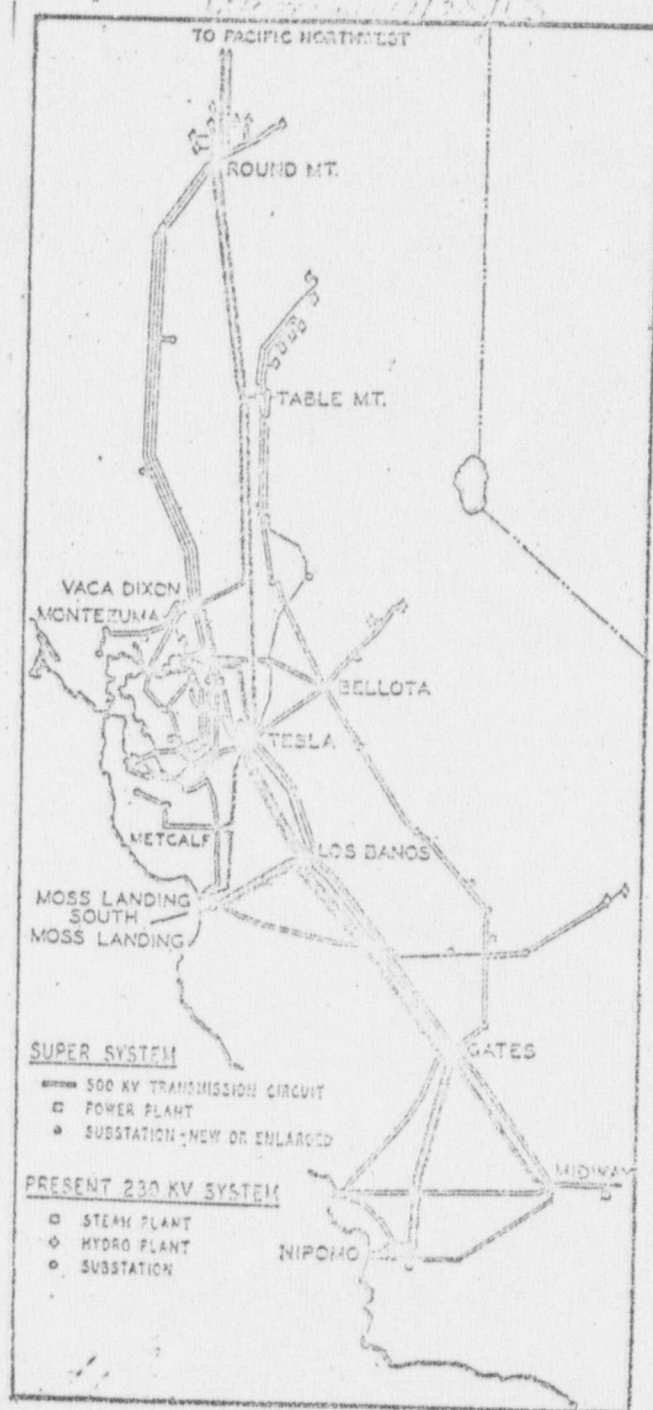 TO PACIFIC NORTHWEST
ROUND MT.
TABLE MT.
VACA DIXON
MONTEZUMA
BELLOTA
TESLA
METCALF
LOS BANOS
MOSS LANDING
SOUTH
MOSS LANDING
GATES
SUPER SYSTEM
500 KV TRANSMISSION CIRCUIT
POWER PLANT
SUBSTATION - NEW OR ENLARGED
MIDWAY
PRESENT 230 KV SYSTEM
STEAM PLANT
HYDRO PLANT
SUBSTATION
NIPOMO